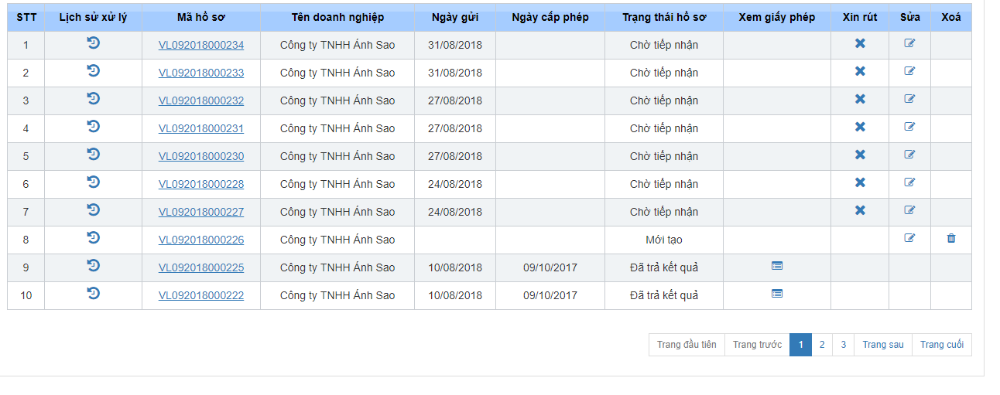 STT Lịch sử xử lý Mã hồ sơ Tên doanh nghiệp Ngày gửi Ngày cấp phép Trạng thái hồ sơ Xem giấy phép Xin rút Sửa Xoá
1 VL092018000234 Công ty TNHH Ánh Sao 31/08/2018 Chờ tiếp nhận
2 VL092018000233 Công ty TNHH Ánh Sao 31/08/2018 Chờ tiếp nhận
3 VL092018000232 Công ty TNHH Ánh Sao 27/08/2018 Chờ tiếp nhận
4 VL092018000231 Công ty TNHH Ánh Sao 27/08/2018 Chờ tiếp nhận
5 VL092018000230 Công ty TNHH Ánh Sao 27/08/2018 Chờ tiếp nhận
6 VL092018000228 Công ty TNHH Ánh Sao 24/08/2018 Chờ tiếp nhận
7 VL092018000227 Công ty TNHH Ánh Sao 24/08/2018 Chờ tiếp nhận
8 VL092018000226 Công ty TNHH Ánh Sao Mới tạo
9 VL092018000225 Công ty TNHH Ánh Sao 10/08/2018 09/10/2017 Đã trả kết quả
10 VL092018000222 Công ty TNHH Ánh Sao 10/08/2018 09/10/2017 Đã trả kết quả
Trang đầu tiên Trang trước 1 2 3 Trang sau Trang cuối